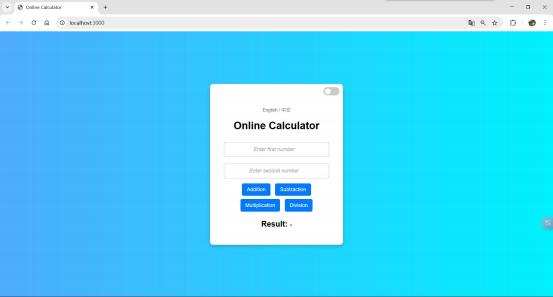 Online Calculator
localhost:3000
English / 中文
Online Calculator
Enter first number
Enter second number
Addition Subtraction
Multiplication Division
Result: -